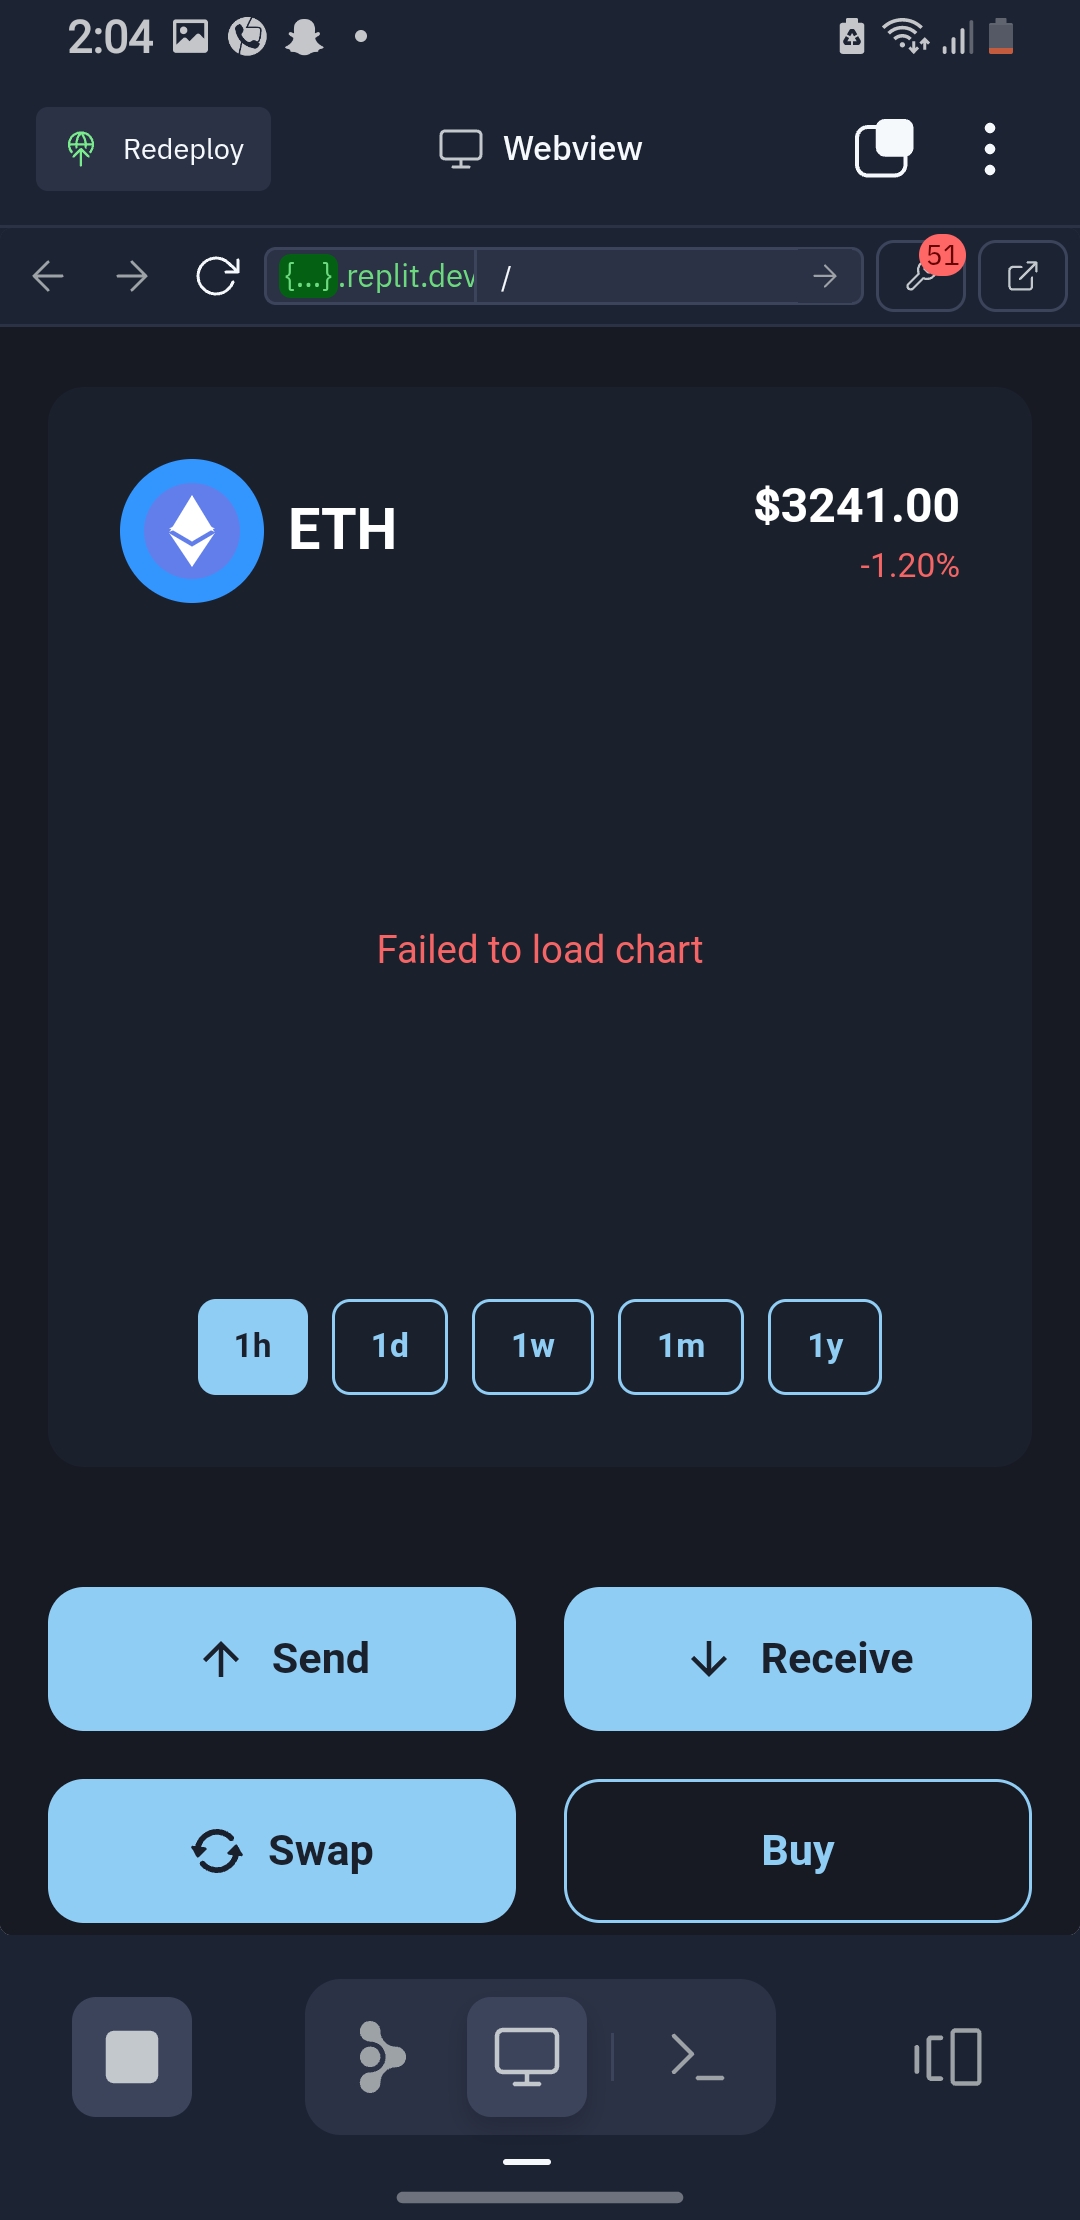 2:04
Redeploy
Webview
{...}.replit.dev
/
51
ETH
$3241.00
-1.20%
Failed to load chart
1h
1d
1w
1m
1y
Send
Receive
Swap
Buy